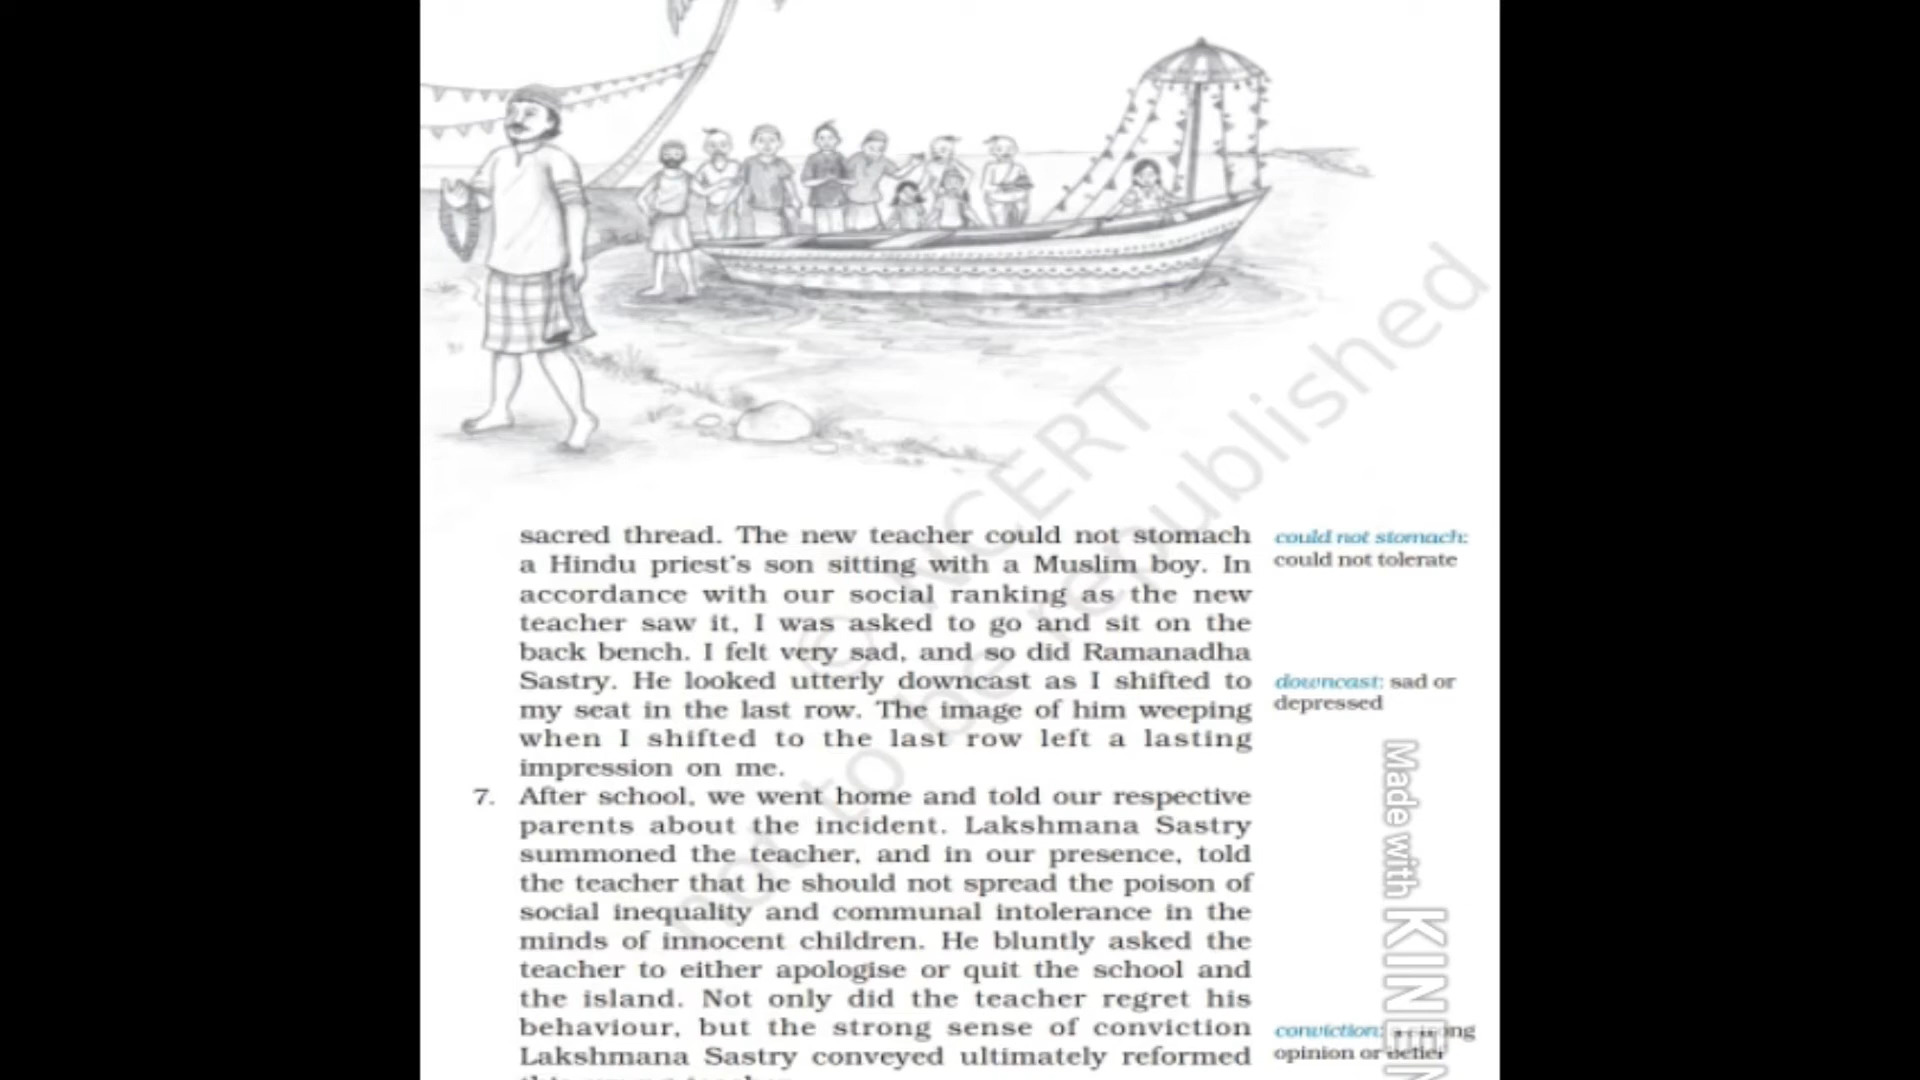 sacred thread. The new teacher could not stomach
a Hindu priest's son sitting with a Muslim boy. In
accordance with our social ranking as the new
teacher saw it, I was asked to go and sit on the
back bench. I felt very sad, and so did Ramanadha
Sastry. He looked utterly downcast as I shifted to
my seat in the last row. The image of him weeping
when I shifted to the last row left a lasting
impression on me.
could not stomach:
could not tolerate
downcast: sad or
depressed
7. After school, we went home and told our respective
parents about the incident. Lakshmana Sastry
summoned the teacher, and in our presence, told
the teacher that he should not spread the poison of
social inequality and communal intolerance in the
minds of innocent children. He bluntly asked the
teacher to either apologise or quit the school and
the island. Not only did the teacher regret his
behaviour, but the strong sense of conviction
Lakshmana Sastry conveyed ultimately reformed
conviction: a strong
opinion or belief
© NCERT
not to be republished
Made with KINE